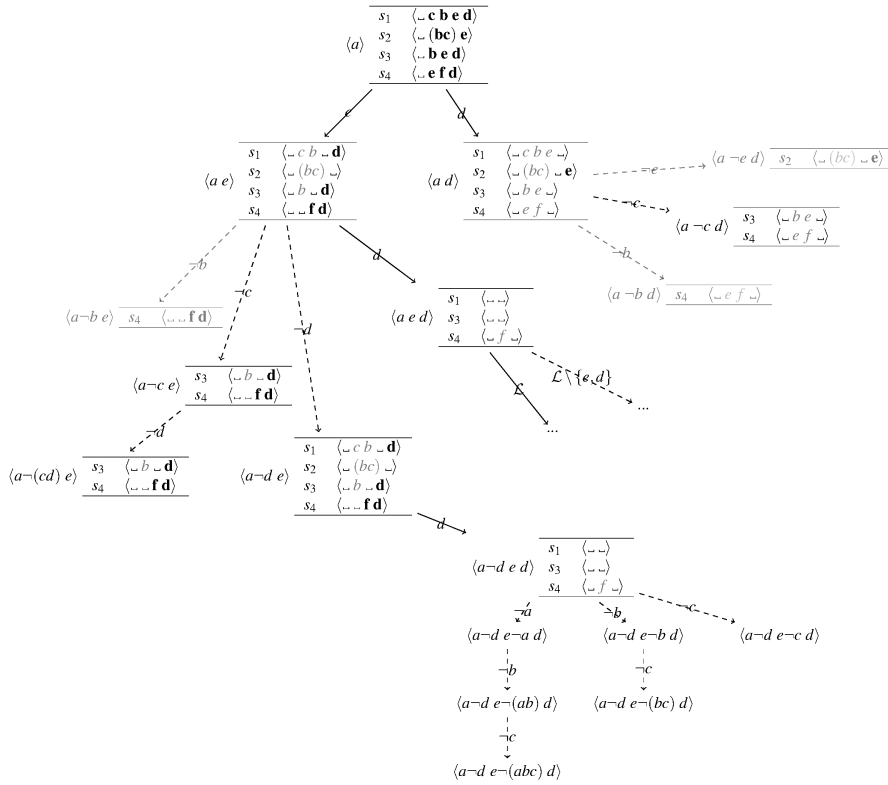 ⟨a⟩
s₁ ⟨␣ c b e d⟩
s₂ ⟨␣ (bc) e⟩
s₃ ⟨␣ b e d⟩
s₄ ⟨␣ e f d⟩
e
d
⟨a e⟩
s₁ ⟨␣ c b ␣ d⟩
s₂ ⟨␣ (bc) ␣⟩
s₃ ⟨␣ b ␣ d⟩
s₄ ⟨␣ ␣ f d⟩
⟨a d⟩
s₁ ⟨␣ c b e ␣⟩
s₂ ⟨␣ (bc) ␣ e⟩
s₃ ⟨␣ b e ␣⟩
s₄ ⟨␣ e f ␣⟩
¬e
⟨a ¬e d⟩
s₂ ⟨␣ (bc) ␣ e⟩
¬c
⟨a ¬c d⟩
s₃ ⟨␣ b e ␣⟩
s₄ ⟨␣ e f ␣⟩
¬b
⟨a ¬b d⟩
s₄ ⟨␣ e f ␣⟩
¬b
¬c
¬d
d
⟨a¬b e⟩
s₄ ⟨␣ ␣ f d⟩
⟨a e d⟩
s₁ ⟨␣ ␣⟩
s₃ ⟨␣ ␣⟩
s₄ ⟨␣ f ␣⟩
ℒ
ℒ \ {e, d}
...
...
⟨a¬c e⟩
s₃ ⟨␣ b ␣ d⟩
s₄ ⟨␣ ␣ f d⟩
¬d
⟨a¬(cd) e⟩
s₃ ⟨␣ b ␣ d⟩
s₄ ⟨␣ ␣ f d⟩
⟨a¬d e⟩
s₁ ⟨␣ c b ␣ d⟩
s₂ ⟨␣ (bc) ␣⟩
s₃ ⟨␣ b ␣ d⟩
s₄ ⟨␣ ␣ f d⟩
d
⟨a¬d e d⟩
s₁ ⟨␣ ␣⟩
s₃ ⟨␣ ␣⟩
s₄ ⟨␣ f ␣⟩
¬a
¬b
¬c
⟨a¬d e¬a d⟩
⟨a¬d e¬b d⟩
⟨a¬d e¬c d⟩
¬b
¬c
⟨a¬d e¬(ab) d⟩
⟨a¬d e¬(bc) d⟩
¬c
⟨a¬d e¬(abc) d⟩